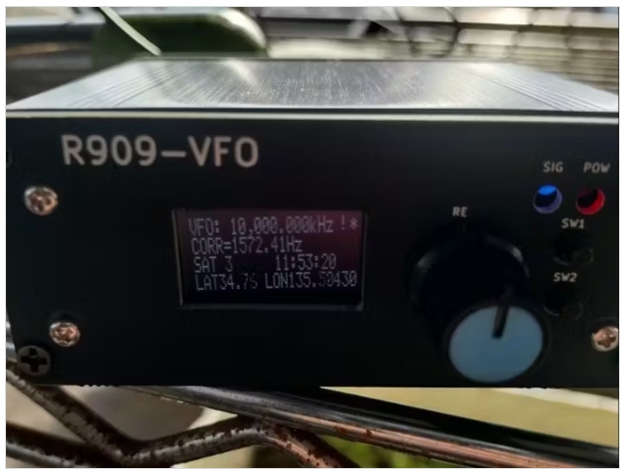 R909-VFO
SIG POW
RE
SW1
SW2
VFO: 10,000.000kHz !*
CORR=1572.41Hz
SAT 3 11:53:20